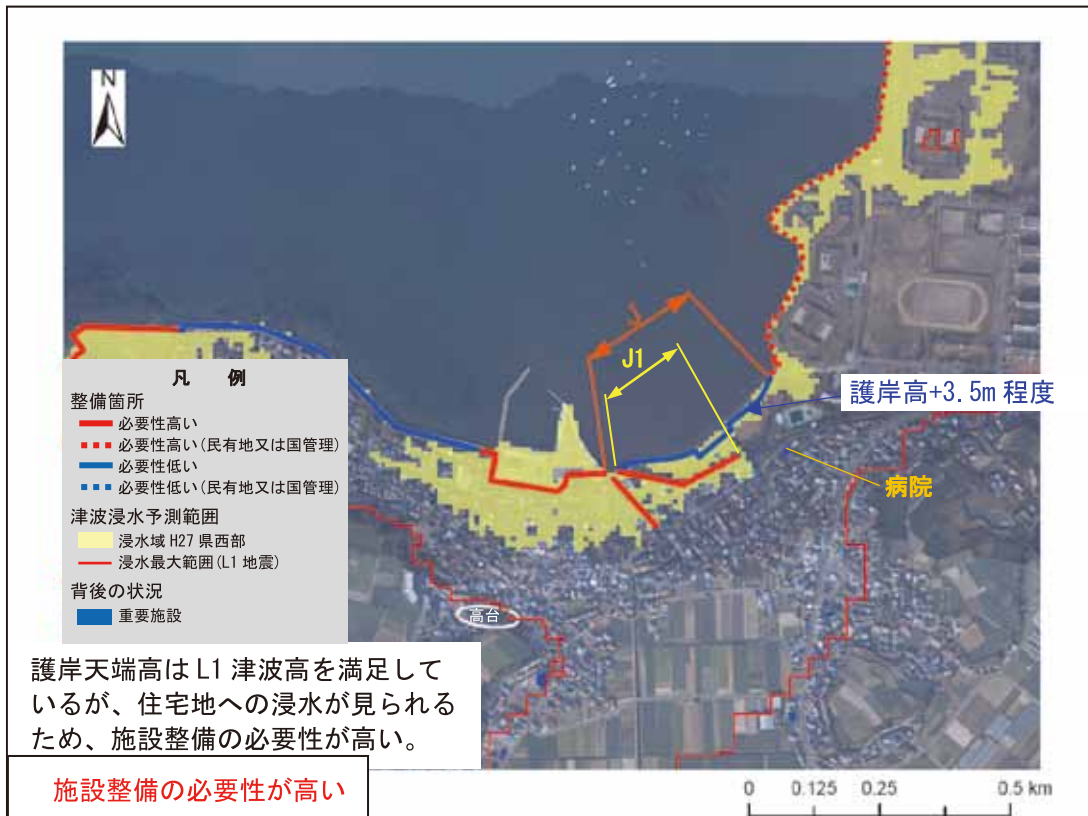 N
J
J1
護岸高+3.5m 程度
病院
高台
凡　例
整備箇所
必要性高い
必要性高い(民有地又は国管理)
必要性低い
必要性低い(民有地又は国管理)
津波浸水予測範囲
浸水域 H27 県西部
浸水最大範囲(L1 地震)
背後の状況
重要施設
護岸天端高は L1 津波高を満足して
いるが、住宅地への浸水が見られる
ため、施設整備の必要性が高い。
施設整備の必要性が高い
0 0.125 0.25 0.5 km